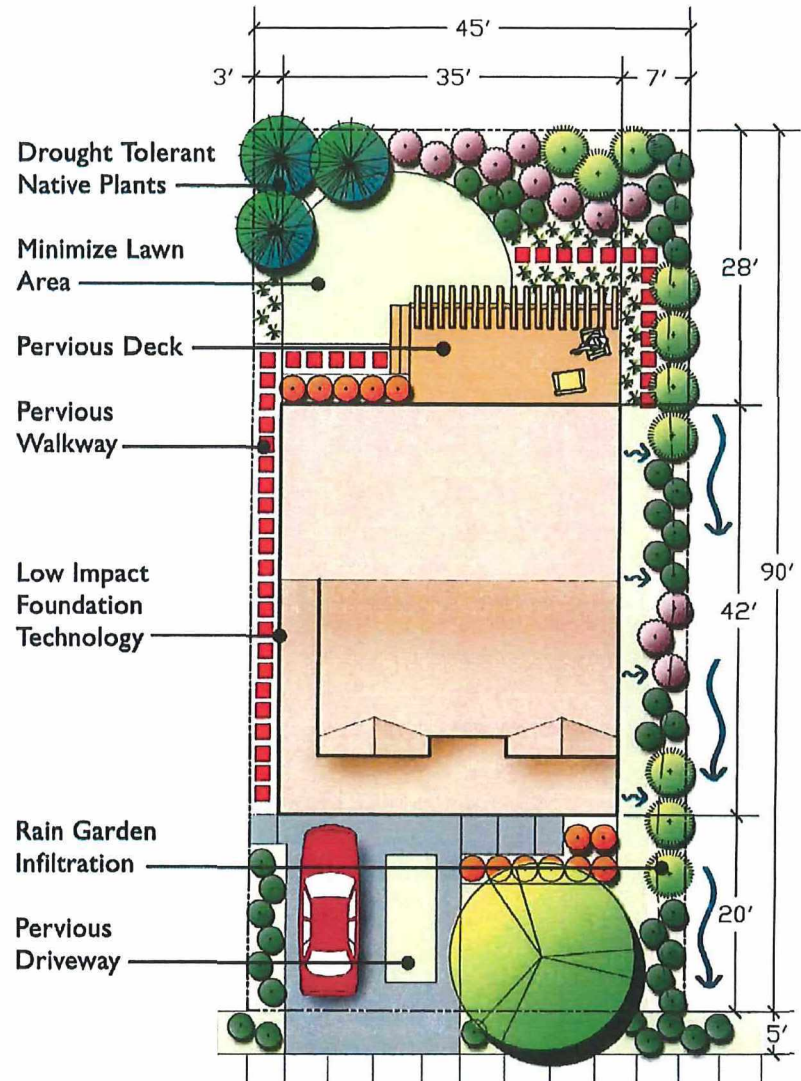 45'
3'
35'
7'
Drought Tolerant
Native Plants
Minimize Lawn
Area
28'
Pervious Deck
Pervious
Walkway
Low Impact
Foundation
Technology
90'
42'
Rain Garden
Infiltration
20'
Pervious
Driveway
5'